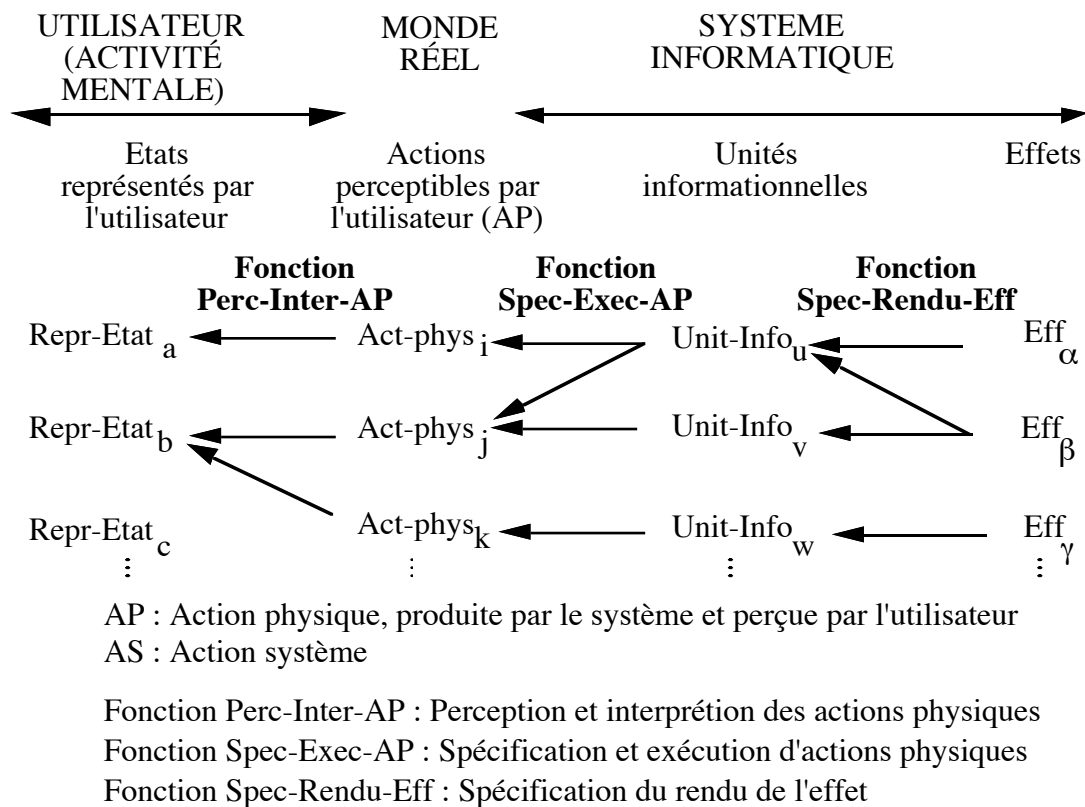 UTILISATEUR
(ACTIVITÉ
MENTALE)
MONDE
RÉEL
SYSTEME
INFORMATIQUE
Etats
représentés par
l'utilisateur
Actions
perceptibles par
l'utilisateur (AP)
Unités
informationnelles
Effets
Fonction
Perc-Inter-AP
Fonction
Spec-Exec-AP
Fonction
Spec-Rendu-Eff
Repr-Etat a Act-phys i Unit-Info u Eff α
Repr-Etat b Act-phys j Unit-Info v Eff β
Repr-Etat c Act-phys k Unit-Info w Eff γ
AP : Action physique, produite par le système et perçue par l'utilisateur
AS : Action système
Fonction Perc-Inter-AP : Perception et interprétion des actions physiques
Fonction Spec-Exec-AP : Spécification et exécution d'actions physiques
Fonction Spec-Rendu-Eff : Spécification du rendu de l'effet